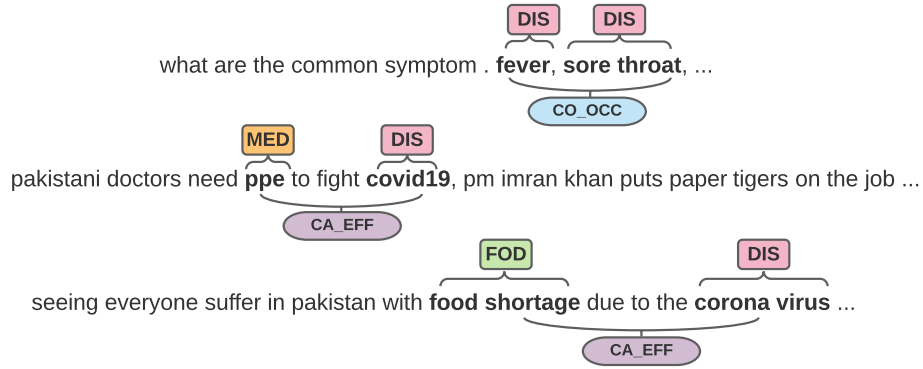 DIS DIS
what are the common symptom . fever, sore throat, ...
CO_OCC
MED DIS
pakistani doctors need ppe to fight covid19, pm imran khan puts paper tigers on the job ...
CA_EFF
FOD DIS
seeing everyone suffer in pakistan with food shortage due to the corona virus ...
CA_EFF